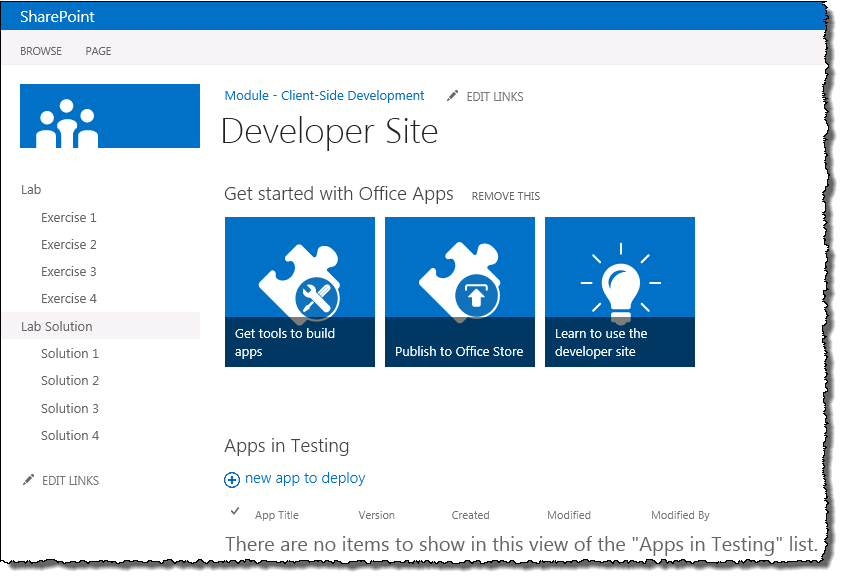 SharePoint
BROWSE PAGE
Module - Client-Side Development EDIT LINKS
Developer Site
Lab
Exercise 1
Exercise 2
Exercise 3
Exercise 4
Lab Solution
Solution 1
Solution 2
Solution 3
Solution 4
EDIT LINKS
Get started with Office Apps REMOVE THIS
Get tools to build
apps
Publish to Office Store
Learn to use the
developer site
Apps in Testing
new app to deploy
App Title Version Created Modified Modified By
There are no items to show in this view of the "Apps in Testing" list.